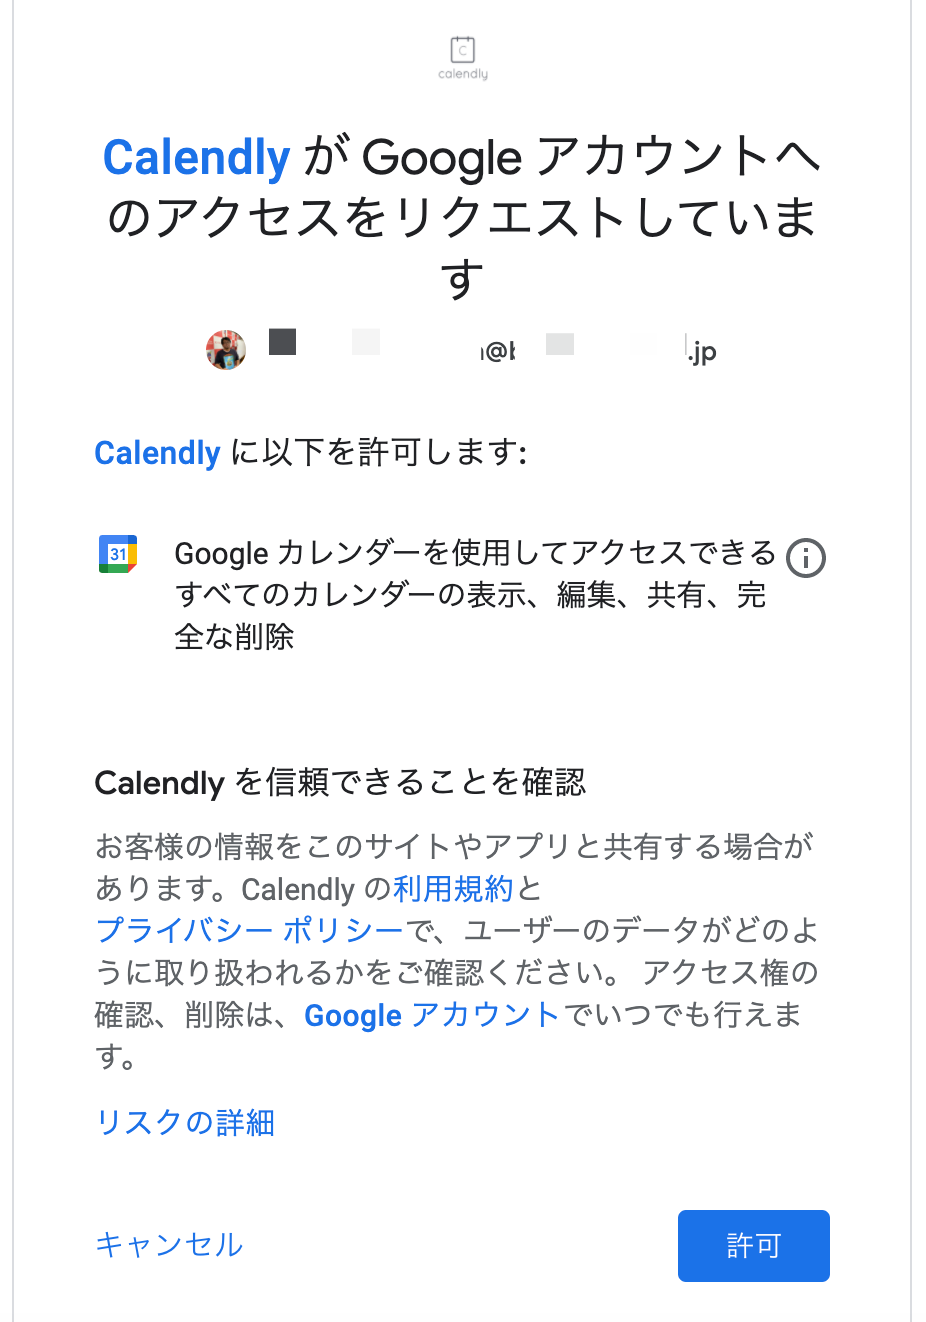 C
calendly
Calendly が Google アカウントへ
のアクセスをリクエストしていま
す
@
.jp
Calendly に以下を許可します:
31
Google カレンダーを使用してアクセスできる
すべてのカレンダーの表示、編集、共有、完
全な削除
Calendly を信頼できることを確認
お客様の情報をこのサイトやアプリと共有する場合が
あります。Calendly の利用規約と
プライバシー ポリシーで、ユーザーのデータがどのよ
うに取り扱われるかをご確認ください。 アクセス権の
確認、削除は、Google アカウントでいつでも行えま
す。
リスクの詳細
キャンセル
許可